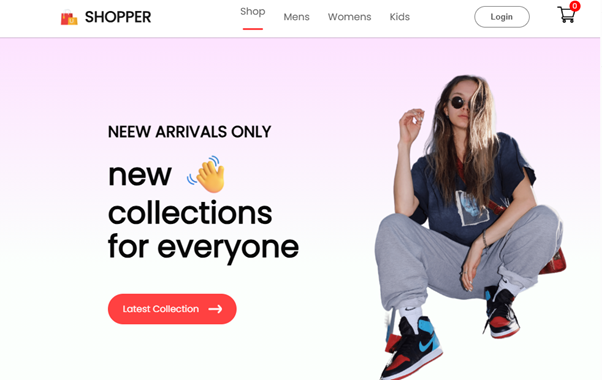 SHOPPER
Shop Mens Womens Kids
Login
0
NEEW ARRIVALS ONLY
new
collections
for everyone
Latest Collection